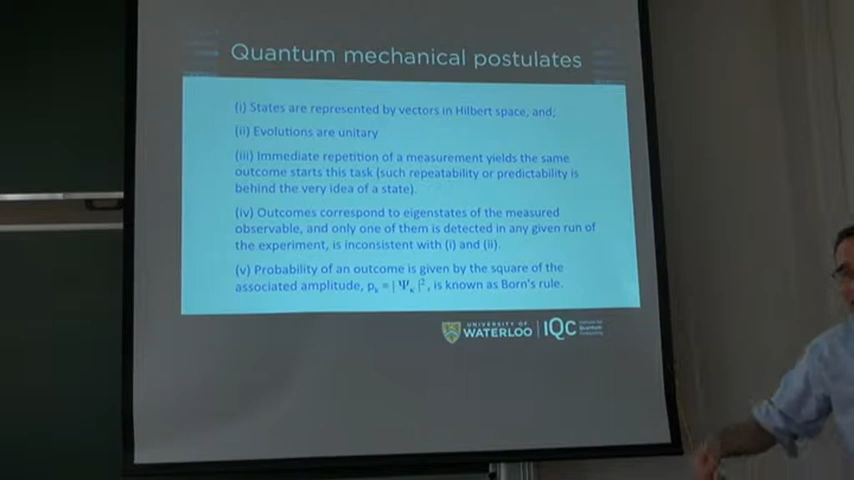 Quantum mechanical postulates
(i) States are represented by vectors in Hilbert space, and;
(ii) Evolutions are unitary
(iii) Immediate repetition of a measurement yields the same
outcome starts this task (such repeatability or predictability is
behind the very idea of a state).
(iv) Outcomes correspond to eigenstates of the measured
observable, and only one of them is detected in any given run of
the experiment, is inconsistent with (i) and (ii).
(v) Probability of an outcome is given by the square of the
associated amplitude, pₖ = | Ψₖ |², is known as Born's rule.
UNIVERSITY OF
WATERLOO
IQC
Institute for
Quantum
Computing